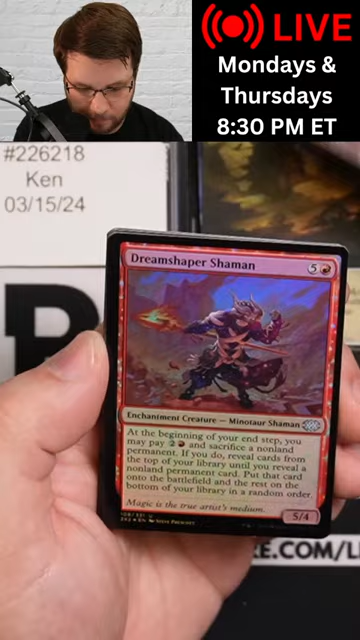 LIVE
Mondays &
Thursdays
8:30 PM ET
#226218
Ken
03/15/24
Dreamshaper Shaman 5
Enchantment Creature — Minotaur Shaman
At the beginning of your end step, you
may pay 2 and sacrifice a nonland
permanent. If you do, reveal cards from
the top of your library until you reveal a
nonland permanent card. Put that card
onto the battlefield and the rest on the
bottom of your library in a random order.
Magic is the true artist's medium.
5/4